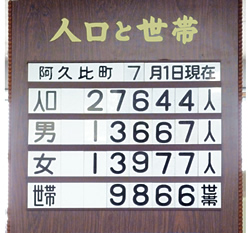 人口と世帯
阿久比町 7月1日現在
人口 27644人
男 13667人
女 13977人
世帯 9866世帯